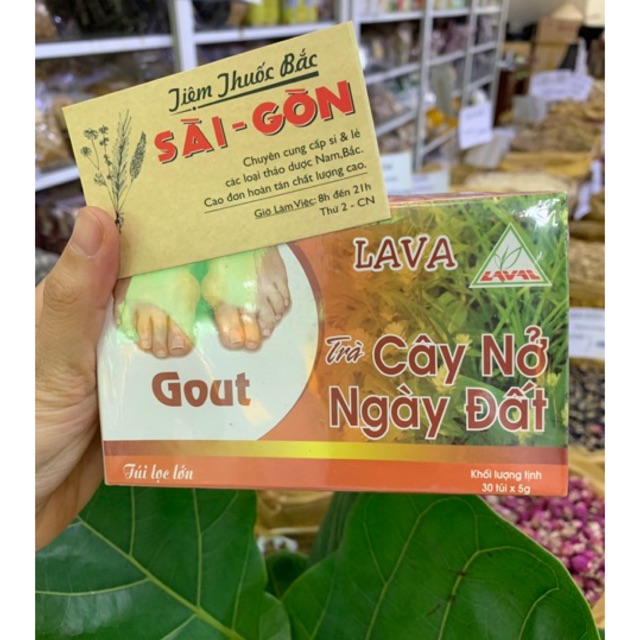 Tiệm Thuốc Bắc
SÀI-GÒN
Chuyên cung cấp sỉ & lẻ
các loại thảo dược Nam,Bắc.
Cao đơn hoàn tán chất lượng cao.
Giờ Làm Việc: 8h đến 21h
Thứ 2 - CN
LAVA
LAVAL
Gout
Trà Cây Nở
Ngày Đất
Túi lọc lớn
Khối lượng tịnh
30 túi x 5g